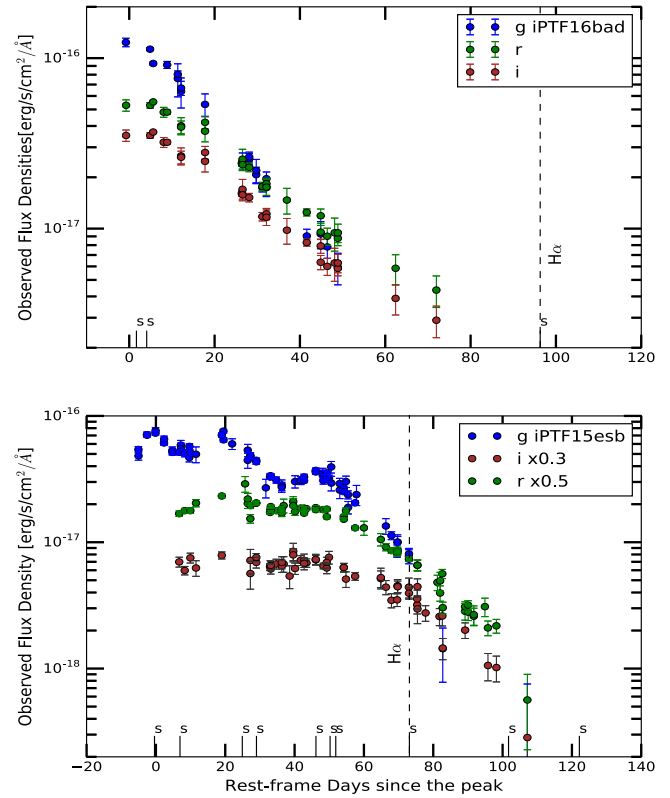 Observed Flux Densities[erg/s/cm²/Å]
10⁻¹⁶
10⁻¹⁷
g iPTF16bad
r
i
Hα
s s s
0 20 40 60 80 100 120
Observed Flux Density [erg/s/cm²/Å]
10⁻¹⁶
10⁻¹⁷
10⁻¹⁸
g iPTF15esb
i x0.3
r x0.5
Hα
s s s s s s s s s s
−20 0 20 40 60 80 100 120 140
Rest-frame Days since the peak